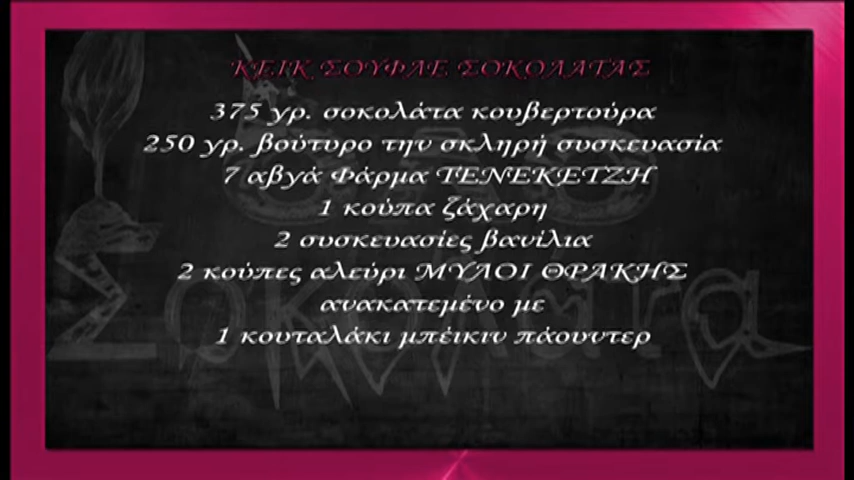 ΚΕΙΚ ΣΟΥΦΛΕ ΣΟΚΟΛΑΤΑΣ
375 γρ. σοκολάτα κουβερτούρα
250 γρ. βούτυρο την σκληρή συσκευασία
7 αβγά Φάρμα ΤΕΝΕΚΕΤΖΗ
1 κούπα ζάχαρη
2 συσκευασίες βανίλια
2 κούπες αλεύρι ΜΥΛΟΙ ΘΡΑΚΗΣ
ανακατεμένο με
1 κουταλάκι μπέικιν πάουντερ
Σοκολάτα